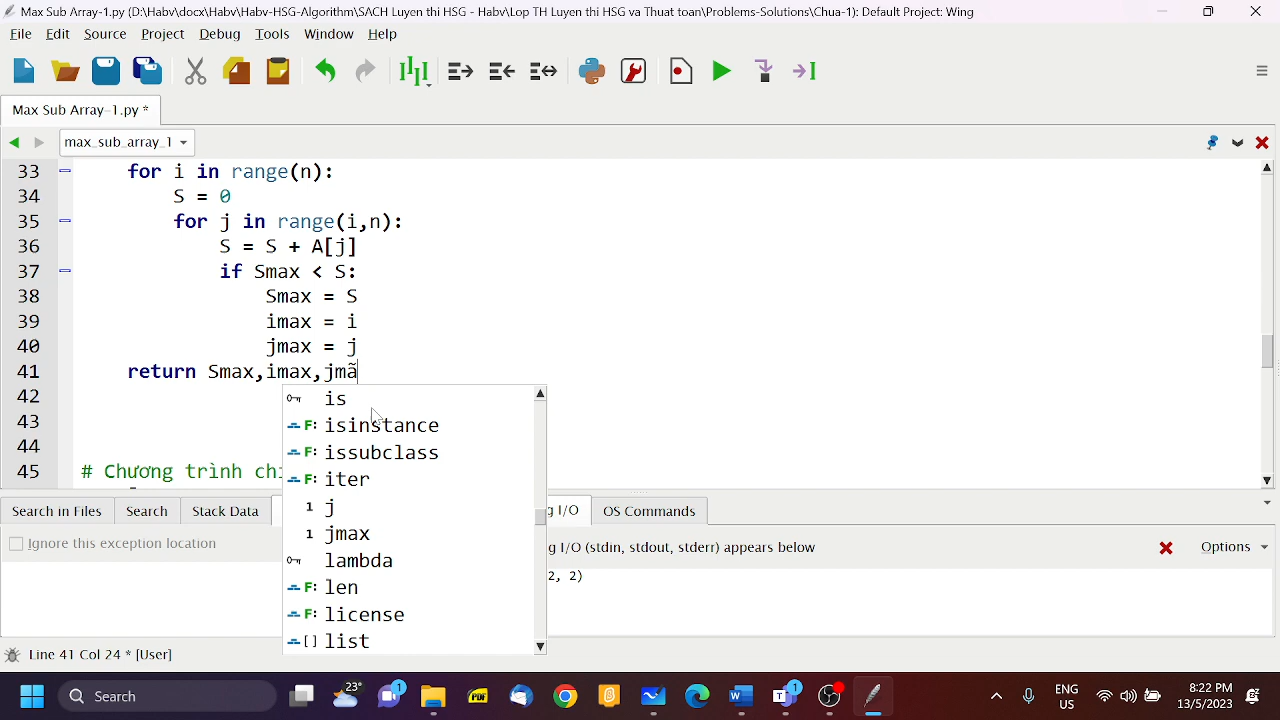 Max Sub Array-1.py (D:\Habv\docx\Habv\Habv-HSG-Algorithm\SACH Luyen thi HSG - Habv\Lop TH Luyen thi HSG va Thuat toan\Problems-Solutions\Chua-1): Default Project: Wing
File Edit Source Project Debug Tools Window Help
Max Sub Array-1.py *
max_sub_array_1
33 for i in range(n):
34 S = 0
35 for j in range(i,n):
36 S = S + A[j]
37 if Smax < S:
38 Smax = S
39 imax = i
40 jmax = j
41 return Smax,imax,jmã
42
43
44
45 # Chương trình chí
is
F: isinstance
F: issubclass
F: iter
1 j
1 jmax
lambda
F: len
F: license
[] list
Search in Files Search Stack Data g I/O OS Commands
Ignore this exception location
g I/O (stdin, stdout, stderr) appears below
Options
2, 2)
Line 41 Col 24 * [User]
Search
23°
1
PDF
1
ENG
US
8:22 PM
13/5/2023